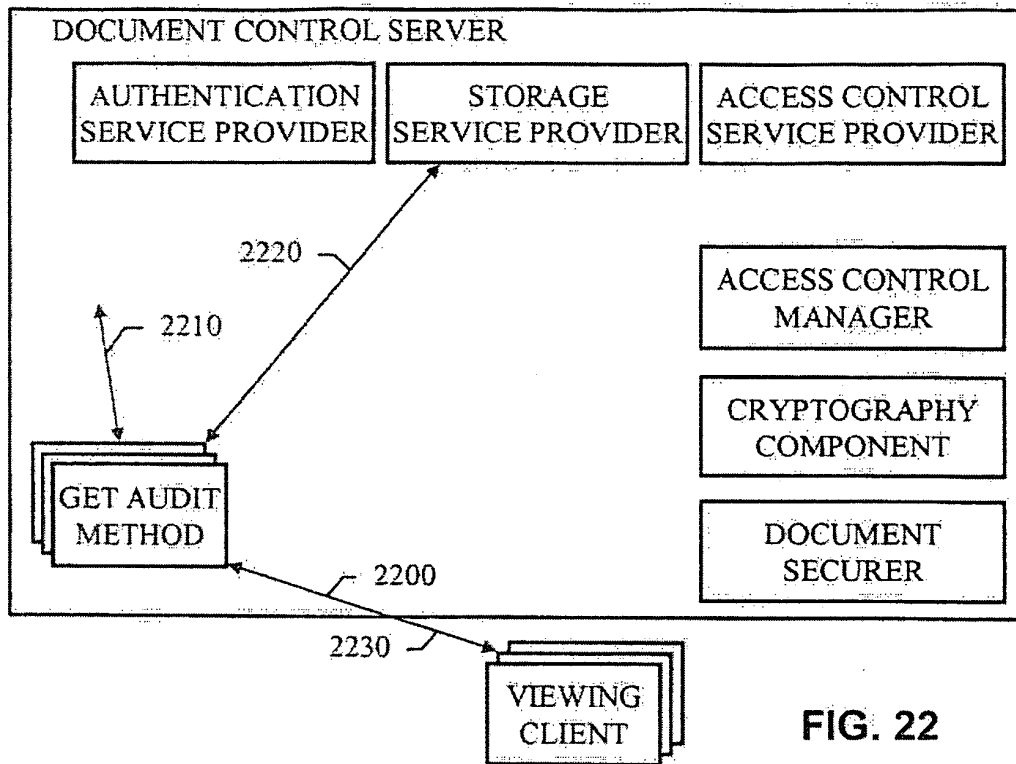 DOCUMENT CONTROL SERVER
AUTHENTICATION
SERVICE PROVIDER
STORAGE
SERVICE PROVIDER
ACCESS CONTROL
SERVICE PROVIDER
2220
ACCESS CONTROL
MANAGER
2210
CRYPTOGRAPHY
COMPONENT
GET AUDIT
METHOD
DOCUMENT
SECURER
2200
2230
VIEWING
CLIENT
FIG. 22